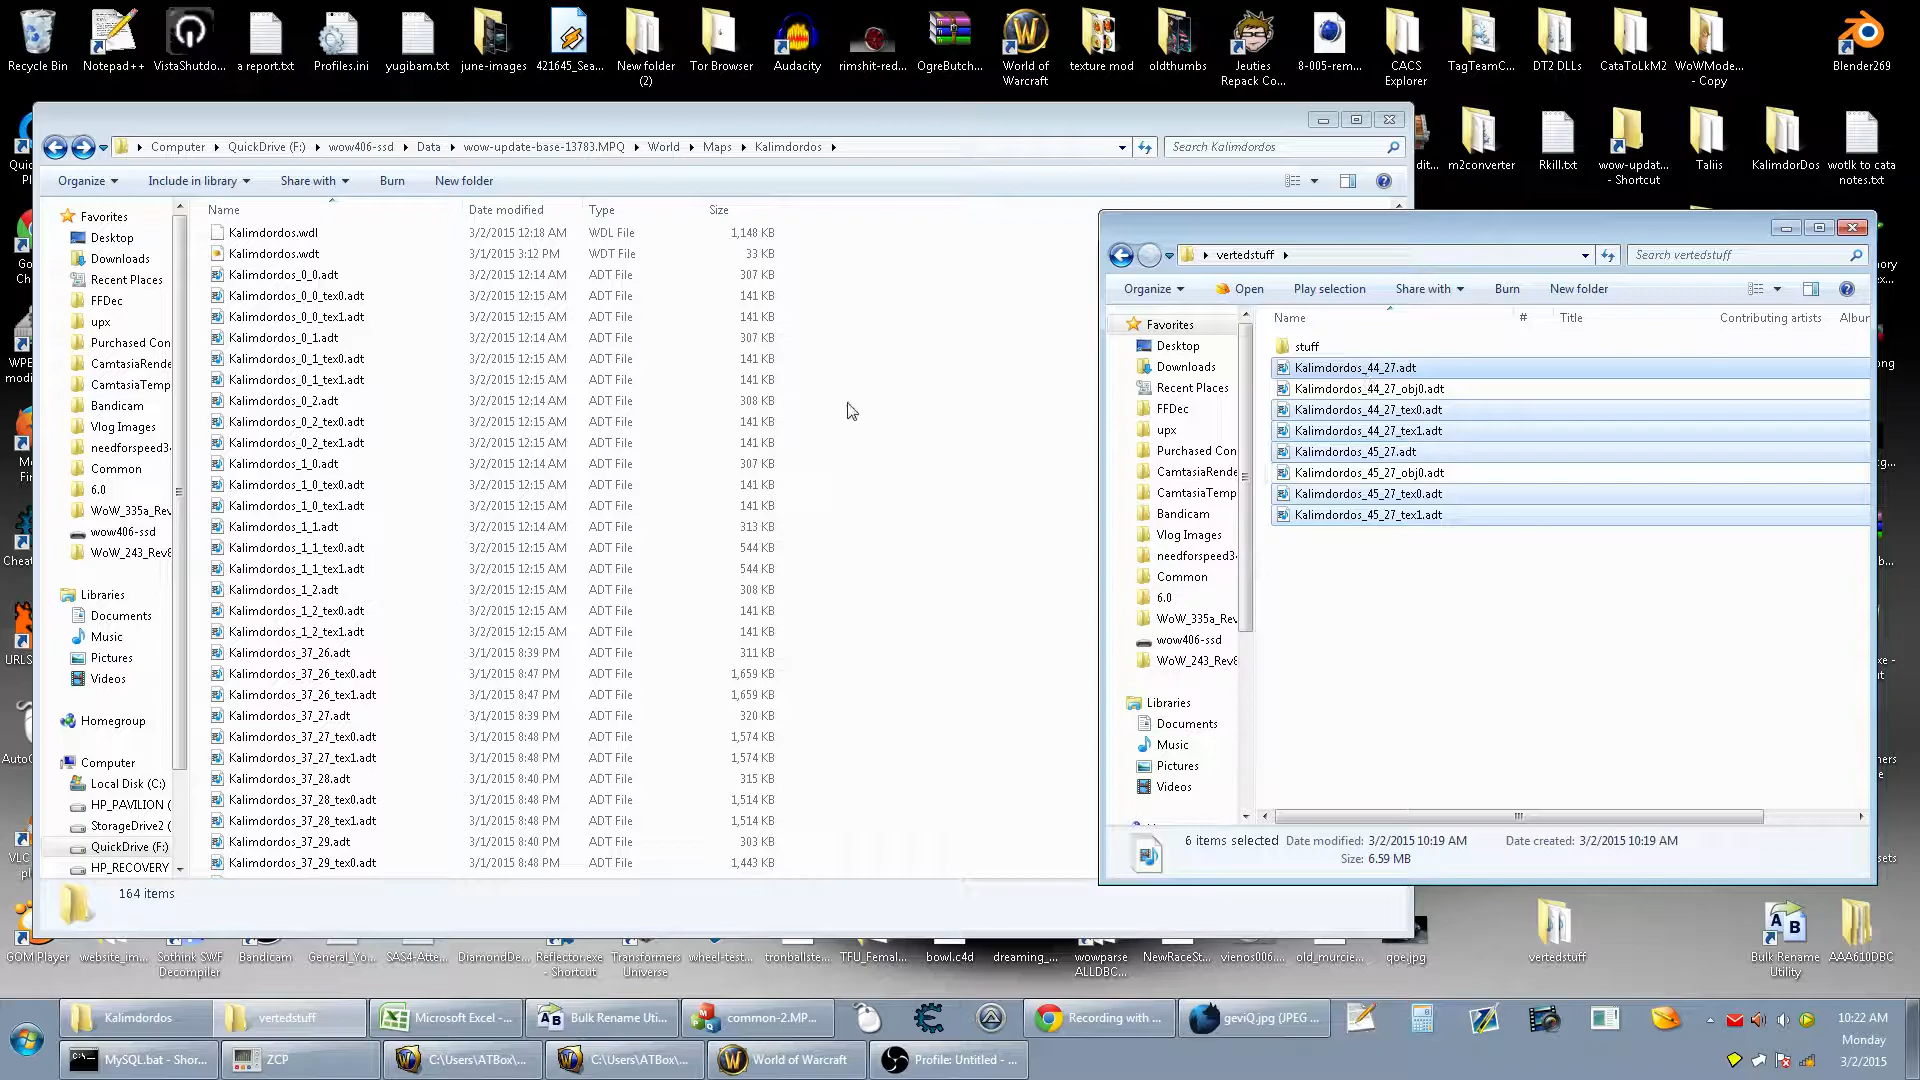 Recycle Bin
Notepad++
VistaShutdo...
a report.txt
Profiles.ini
yugibam.txt
june-images
421645_Sea...
New folder (2)
Tor Browser
Audacity
rimshit-red...
OgreButch...
World of Warcraft
texture mod
oldthumbs
Jeuties Repack Co...
8-005-rem...
CACS Explorer
TagTeamC...
DT2 DLLs
CataToLkM2
WoWMode... - Copy
Blender269
m2converter
Rkill.txt
wow-updat... - Shortcut
Taliis
KalimdorDos
wotlk to cata notes.txt
Computer
QuickDrive (F:)
wow406-ssd
Data
wow-update-base-13783.MPQ
World
Maps
Kalimdordos
Search Kalimdordos
Organize
Include in library
Share with
Burn
New folder
Name
Date modified
Type
Size
Favorites
Desktop
Downloads
Recent Places
FFDec
upx
Purchased Con
CamtasiaRende
CamtasiaTemp
Bandicam
Vlog Images
needforspeed3
Common
6.0
WoW_335a_Rev
wow406-ssd
WoW_243_Rev8
Libraries
Documents
Music
Pictures
Videos
Homegroup
Computer
Local Disk (C:)
HP_PAVILION (
StorageDrive2 (
QuickDrive (F:)
HP_RECOVERY
Kalimdordos.wdl 3/2/2015 12:18 AM WDL File 1,148 KB
Kalimdordos.wdt 3/1/2015 3:12 PM WDT File 33 KB
Kalimdordos_0_0.adt 3/2/2015 12:14 AM ADT File 307 KB
Kalimdordos_0_0_tex0.adt 3/2/2015 12:15 AM ADT File 141 KB
Kalimdordos_0_0_tex1.adt 3/2/2015 12:15 AM ADT File 141 KB
Kalimdordos_0_1.adt 3/2/2015 12:14 AM ADT File 307 KB
Kalimdordos_0_1_tex0.adt 3/2/2015 12:15 AM ADT File 141 KB
Kalimdordos_0_1_tex1.adt 3/2/2015 12:15 AM ADT File 141 KB
Kalimdordos_0_2.adt 3/2/2015 12:14 AM ADT File 308 KB
Kalimdordos_0_2_tex0.adt 3/2/2015 12:15 AM ADT File 141 KB
Kalimdordos_0_2_tex1.adt 3/2/2015 12:15 AM ADT File 141 KB
Kalimdordos_1_0.adt 3/2/2015 12:14 AM ADT File 307 KB
Kalimdordos_1_0_tex0.adt 3/2/2015 12:15 AM ADT File 141 KB
Kalimdordos_1_0_tex1.adt 3/2/2015 12:15 AM ADT File 141 KB
Kalimdordos_1_1.adt 3/2/2015 12:14 AM ADT File 313 KB
Kalimdordos_1_1_tex0.adt 3/2/2015 12:15 AM ADT File 544 KB
Kalimdordos_1_1_tex1.adt 3/2/2015 12:15 AM ADT File 544 KB
Kalimdordos_1_2.adt 3/2/2015 12:15 AM ADT File 308 KB
Kalimdordos_1_2_tex0.adt 3/2/2015 12:15 AM ADT File 141 KB
Kalimdordos_1_2_tex1.adt 3/2/2015 12:15 AM ADT File 141 KB
Kalimdordos_37_26.adt 3/1/2015 8:39 PM ADT File 311 KB
Kalimdordos_37_26_tex0.adt 3/1/2015 8:47 PM ADT File 1,659 KB
Kalimdordos_37_26_tex1.adt 3/1/2015 8:47 PM ADT File 1,659 KB
Kalimdordos_37_27.adt 3/1/2015 8:39 PM ADT File 320 KB
Kalimdordos_37_27_tex0.adt 3/1/2015 8:48 PM ADT File 1,574 KB
Kalimdordos_37_27_tex1.adt 3/1/2015 8:48 PM ADT File 1,574 KB
Kalimdordos_37_28.adt 3/1/2015 8:40 PM ADT File 315 KB
Kalimdordos_37_28_tex0.adt 3/1/2015 8:48 PM ADT File 1,514 KB
Kalimdordos_37_28_tex1.adt 3/1/2015 8:48 PM ADT File 1,514 KB
Kalimdordos_37_29.adt 3/1/2015 8:40 PM ADT File 303 KB
Kalimdordos_37_29_tex0.adt 3/1/2015 8:48 PM ADT File 1,443 KB
164 items
vertedstuff
Search vertedstuff
Organize
Open
Play selection
Share with
Burn
New folder
Name
#
Title
Contributing artists
Albur
Favorites
Desktop
Downloads
Recent Places
FFDec
upx
Purchased Con
CamtasiaRende
CamtasiaTemp
Bandicam
Vlog Images
needforspeed3
Common
6.0
WoW_335a_Rev
wow406-ssd
WoW_243_Rev8
Libraries
Documents
Music
Pictures
Videos
stuff
Kalimdordos_44_27.adt
Kalimdordos_44_27_obj0.adt
Kalimdordos_44_27_tex0.adt
Kalimdordos_44_27_tex1.adt
Kalimdordos_45_27.adt
Kalimdordos_45_27_obj0.adt
Kalimdordos_45_27_tex0.adt
Kalimdordos_45_27_tex1.adt
6 items selected
Date modified: 3/2/2015 10:19 AM
Date created: 3/2/2015 10:19 AM
Size: 6.59 MB
GOM Player
website_im...
Sothink SWF Decompiler
Bandicam
General_Yo...
SAS4-Atte...
DiamondDe...
Reflector.exe - Shortcut
Transformers Universe
wheel-test...
tronballste...
TFU_Femal...
bowl.c4d
dreaming_...
wowparse ALLDBC...
NewRaceSt...
vienos006...
old_murcie...
qoe.jpg
vertedstuff
Bulk Rename Utility
AAA610DBC
Kalimdordos
vertedstuff
Microsoft Excel -...
Bulk Rename Uti...
common-2.MP...
Recording with ...
geviQ.jpg (JPEG ...
MySQL.bat - Shor...
ZCP
C:\Users\ATBox\...
C:\Users\ATBox\...
World of Warcraft
Profile: Untitled - ...
10:22 AM
Monday
3/2/2015